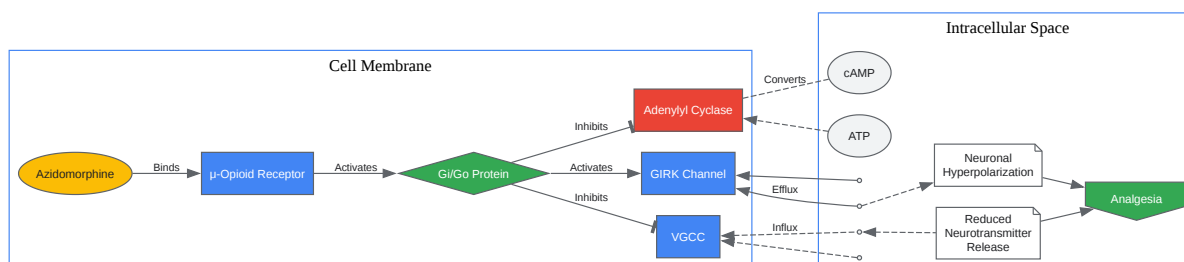 Intracellular Space
Cell Membrane
cAMP
Converts
Adenylyl Cyclase
ATP
Inhibits
Azidomorphine
Binds
μ-Opioid Receptor
Activates
Gi/Go Protein
Activates
GIRK Channel
Efflux
Neuronal
Hyperpolarization
Analgesia
Inhibits
VGCC
Influx
Reduced
Neurotransmitter
Release